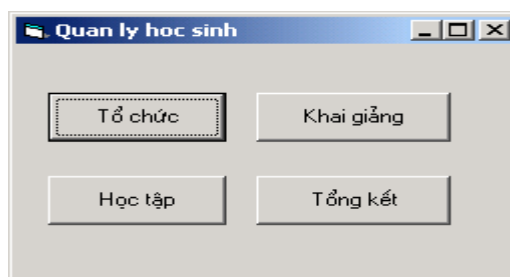 Quan ly hoc sinh
Tổ chức
Khai giảng
Học tập
Tổng kết